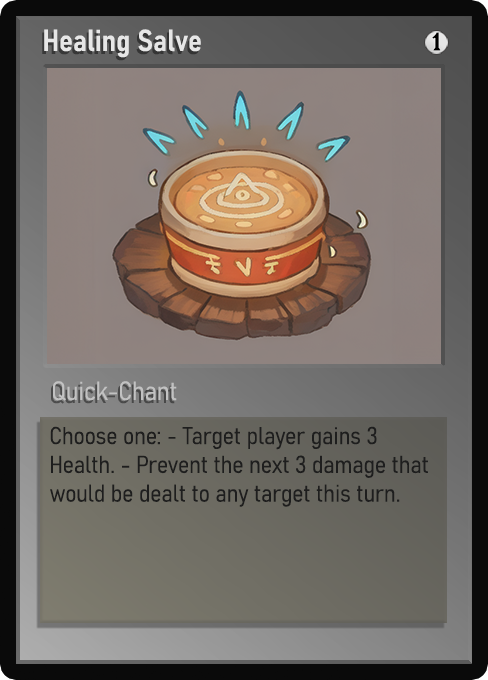 Healing Salve
1
Quick-Chant
Choose one: - Target player gains 3
Health. - Prevent the next 3 damage that
would be dealt to any target this turn.